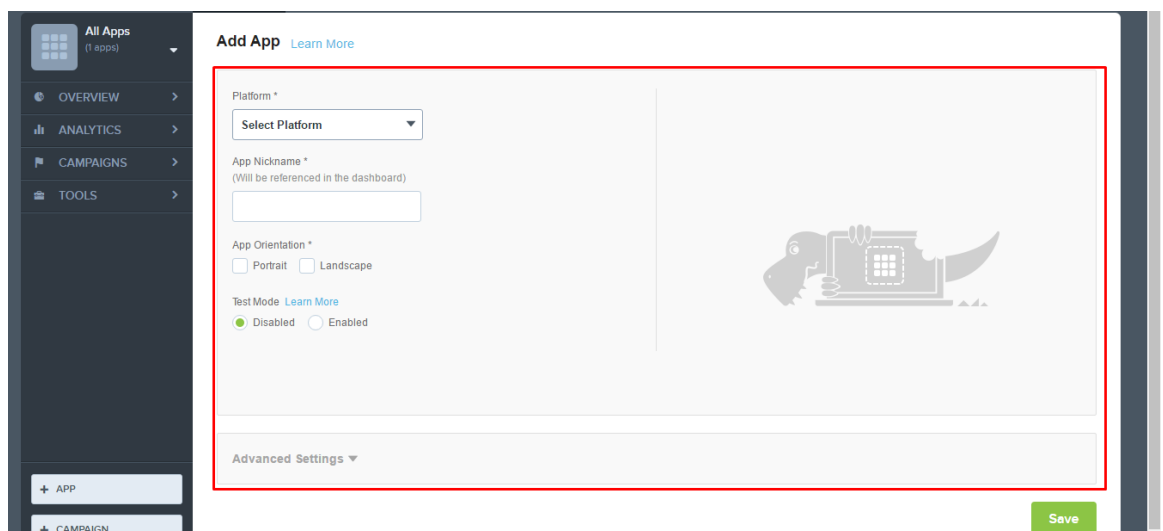 All Apps
(1 apps)
OVERVIEW
ANALYTICS
CAMPAIGNS
TOOLS
+ APP
+ CAMPAIGN
Add App Learn More
Platform *
Select Platform
App Nickname *
(Will be referenced in the dashboard)
App Orientation *
Portrait Landscape
Test Mode Learn More
Disabled Enabled
Advanced Settings
Save